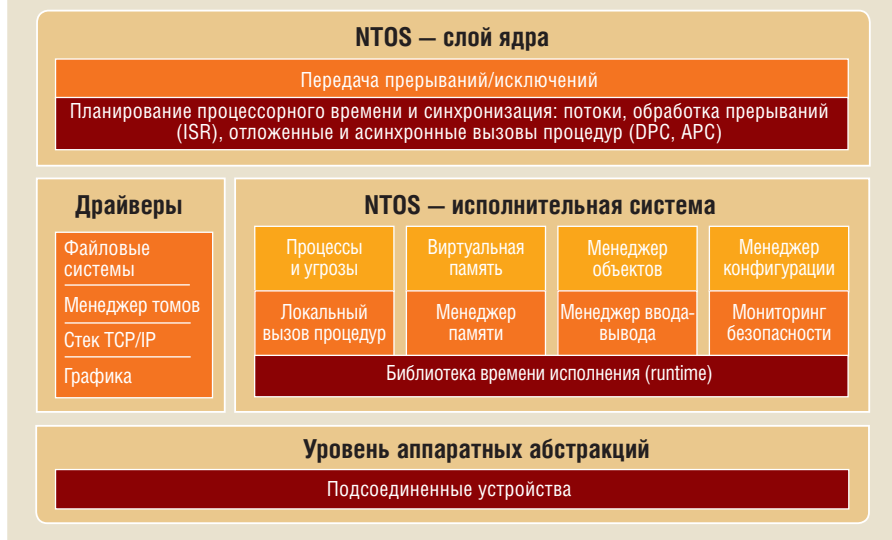 NTOS — слой ядра
Передача прерываний/исключений
Планирование процессорного времени и синхронизация: потоки, обработка прерываний
(ISR), отложенные и асинхронные вызовы процедур (DPC, APC)
Драйверы
Файловые
системы
Менеджер томов
Стек TCP/IP
Графика
NTOS — исполнительная система
Процессы
и угрозы
Виртуальная
память
Менеджер
объектов
Менеджер
конфигурации
Локальный
вызов процедур
Менеджер
памяти
Менеджер ввода-
вывода
Мониторинг
безопасности
Библиотека времени исполнения (runtime)
Уровень аппаратных абстракций
Подсоединенные устройства